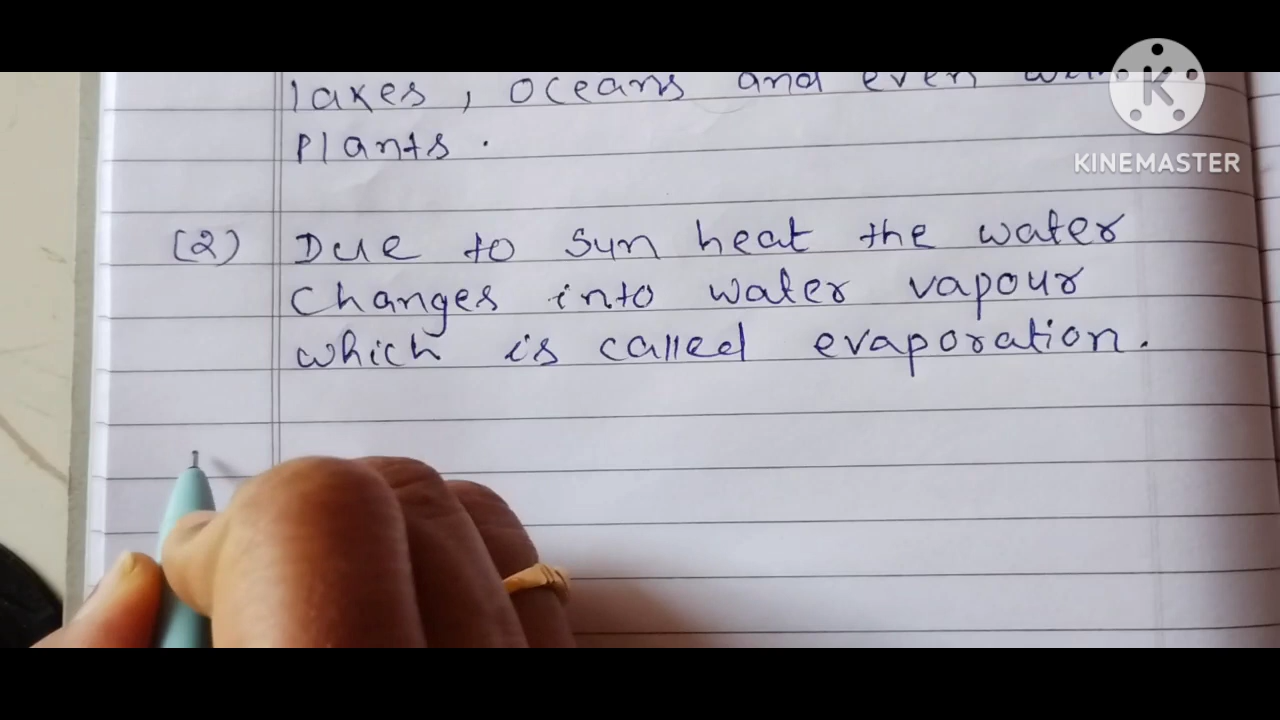 lakes, oceans and even
plants.
(2) Due to sun heat the water
changes into water vapour
which is called evaporation.
K
KINEMASTER